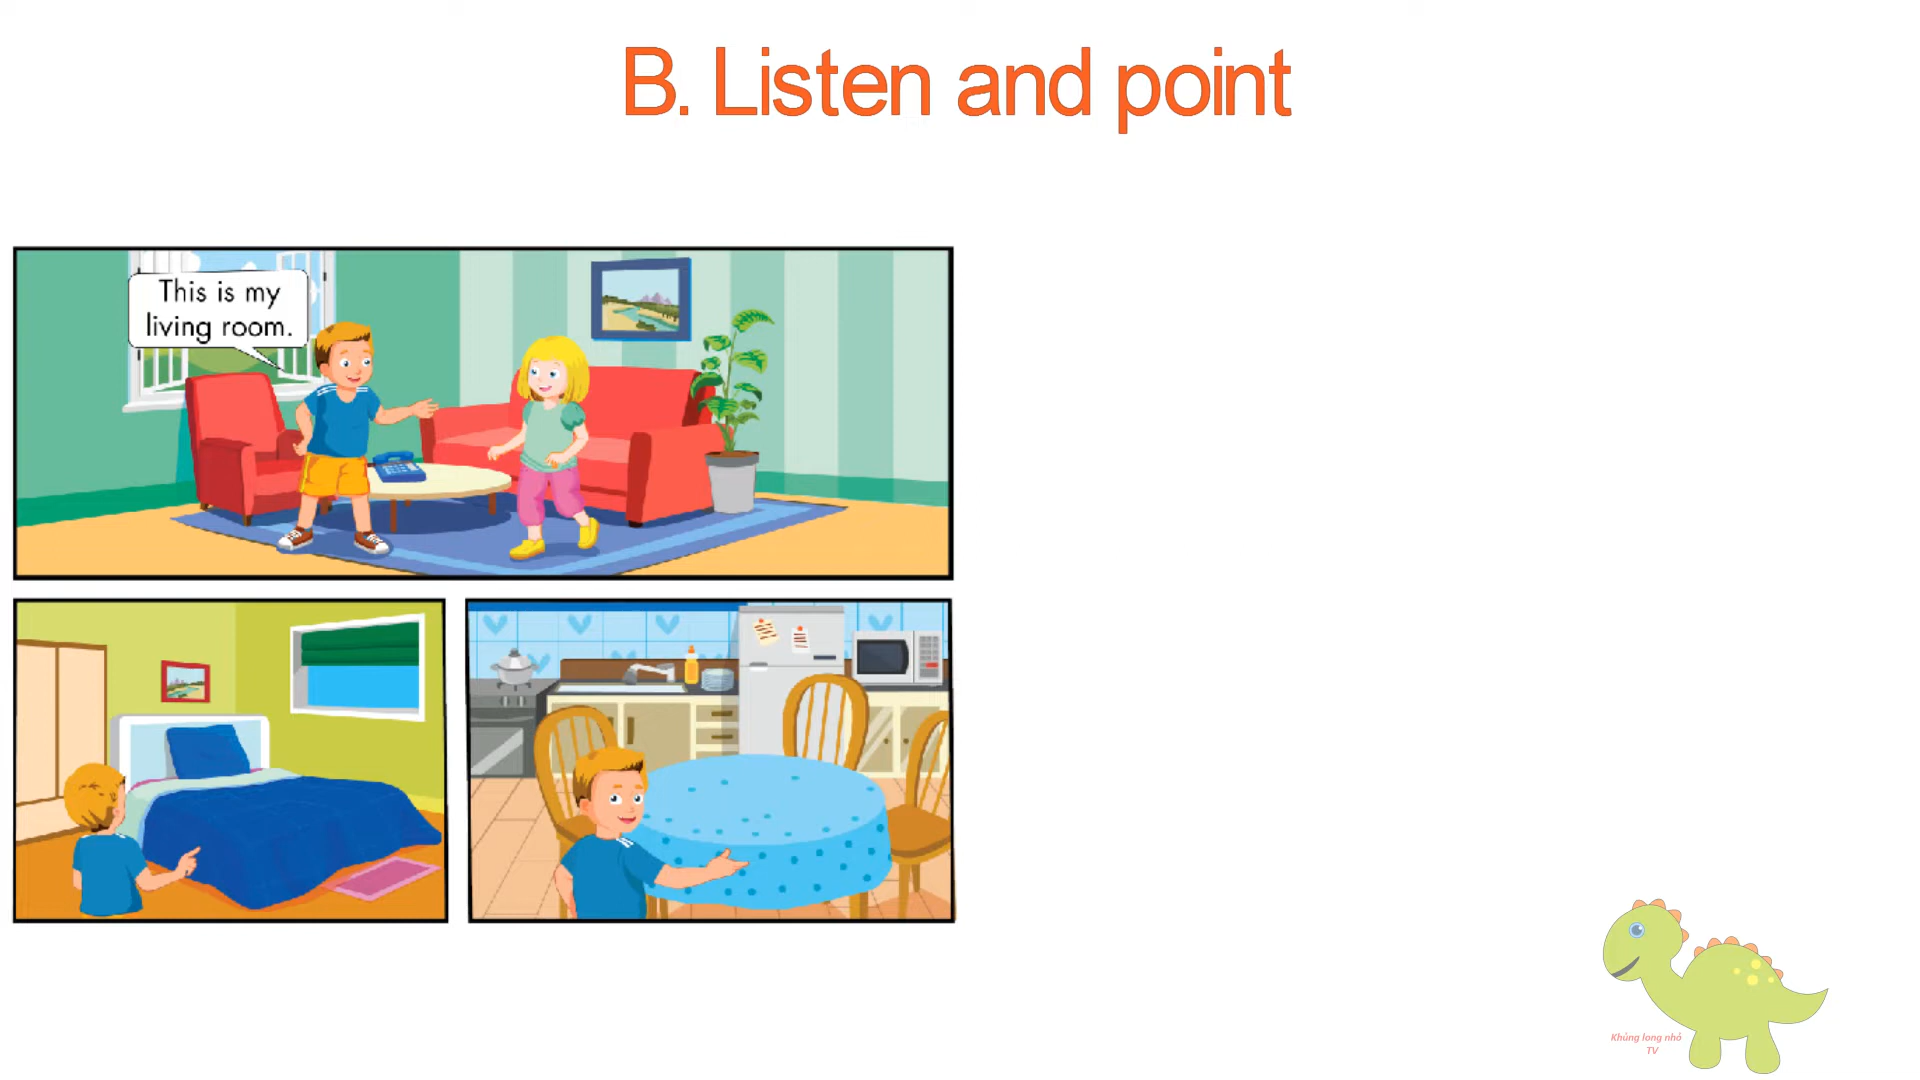 B. Listen and point
This is my
living room.
Khủng long nhỏ
TV